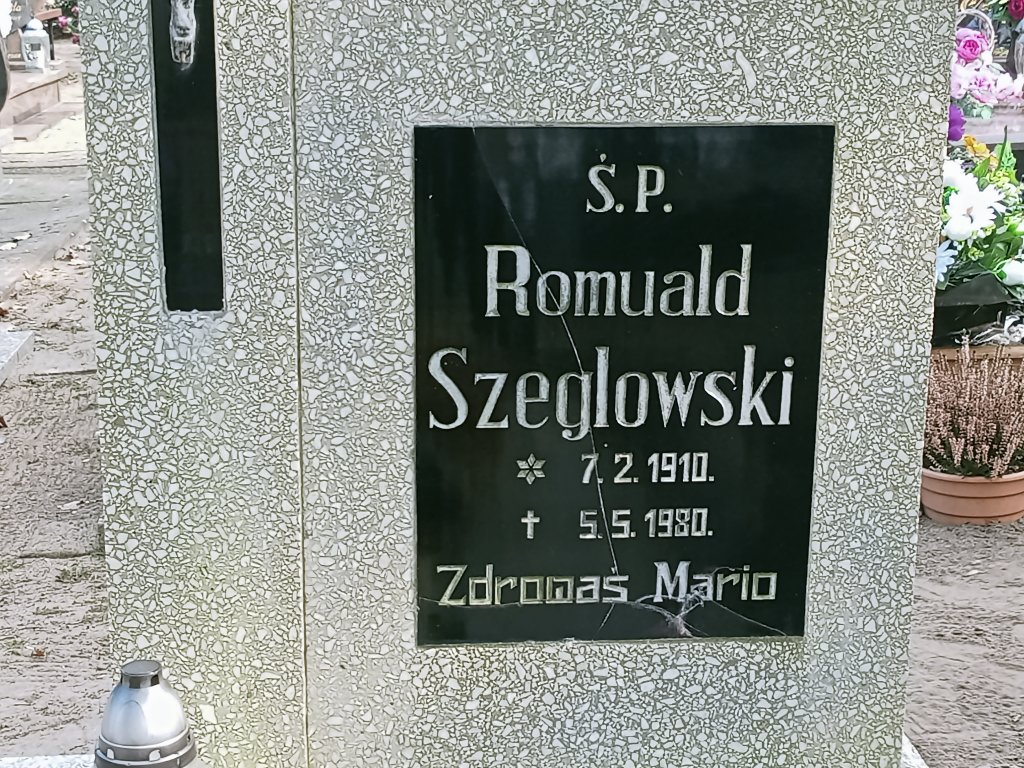 Ś.P.
Romuald
Szeglowski
✲ 7.2.1910.
✝ 5.5.1980.
Zdrowaś Mario